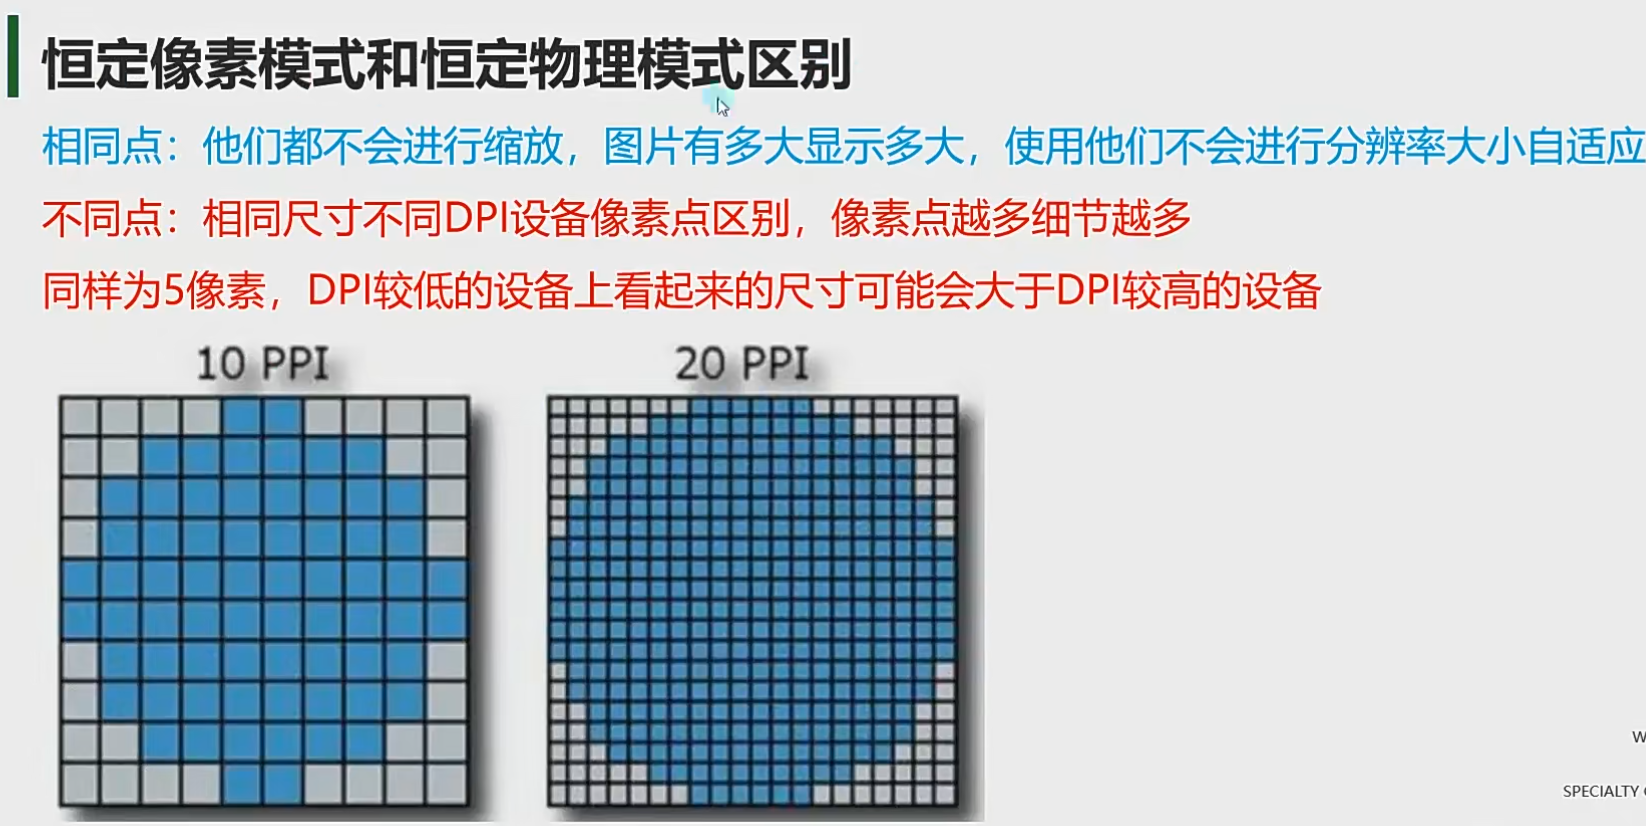 恒定像素模式和恒定物理模式区别
相同点：他们都不会进行缩放，图片有多大显示多大，使用他们不会进行分辨率大小自适应
不同点：相同尺寸不同DPI设备像素点区别，像素点越多细节越多
同样为5像素，DPI较低的设备上看起来的尺寸可能会大于DPI较高的设备
10 PPI
20 PPI
W
SPECIALTY